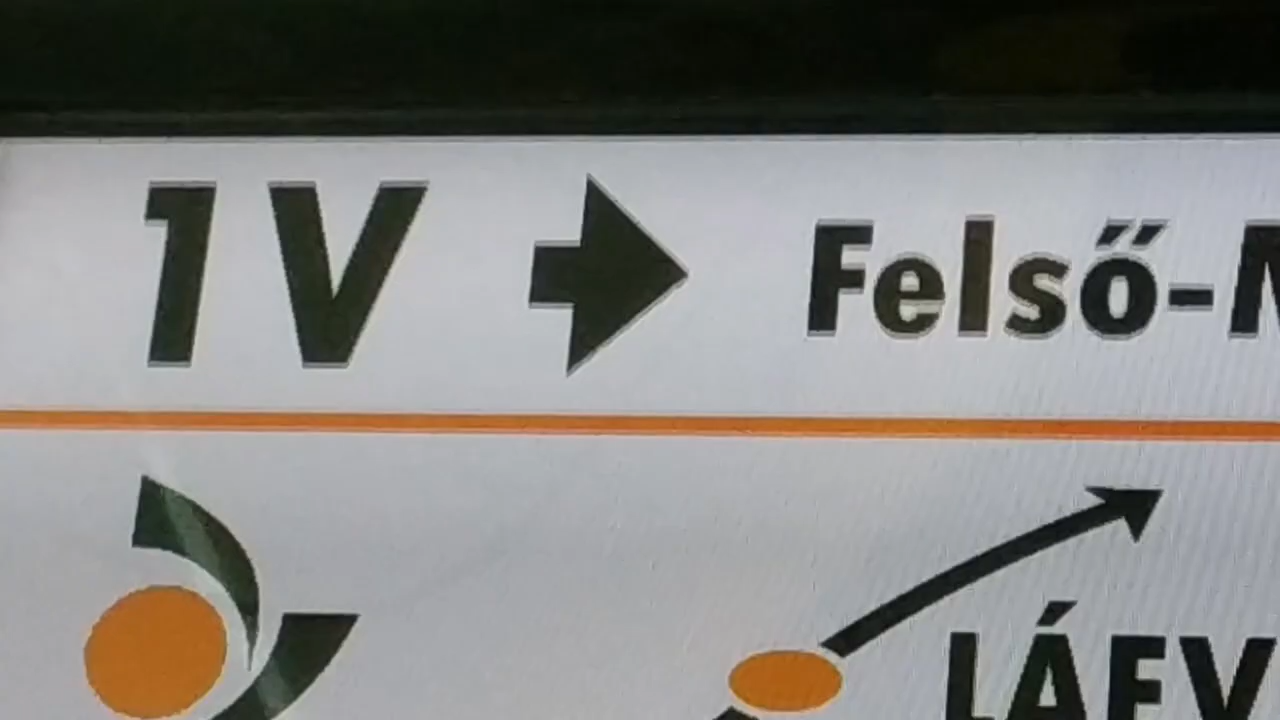 1V → Felső-
LÁEV